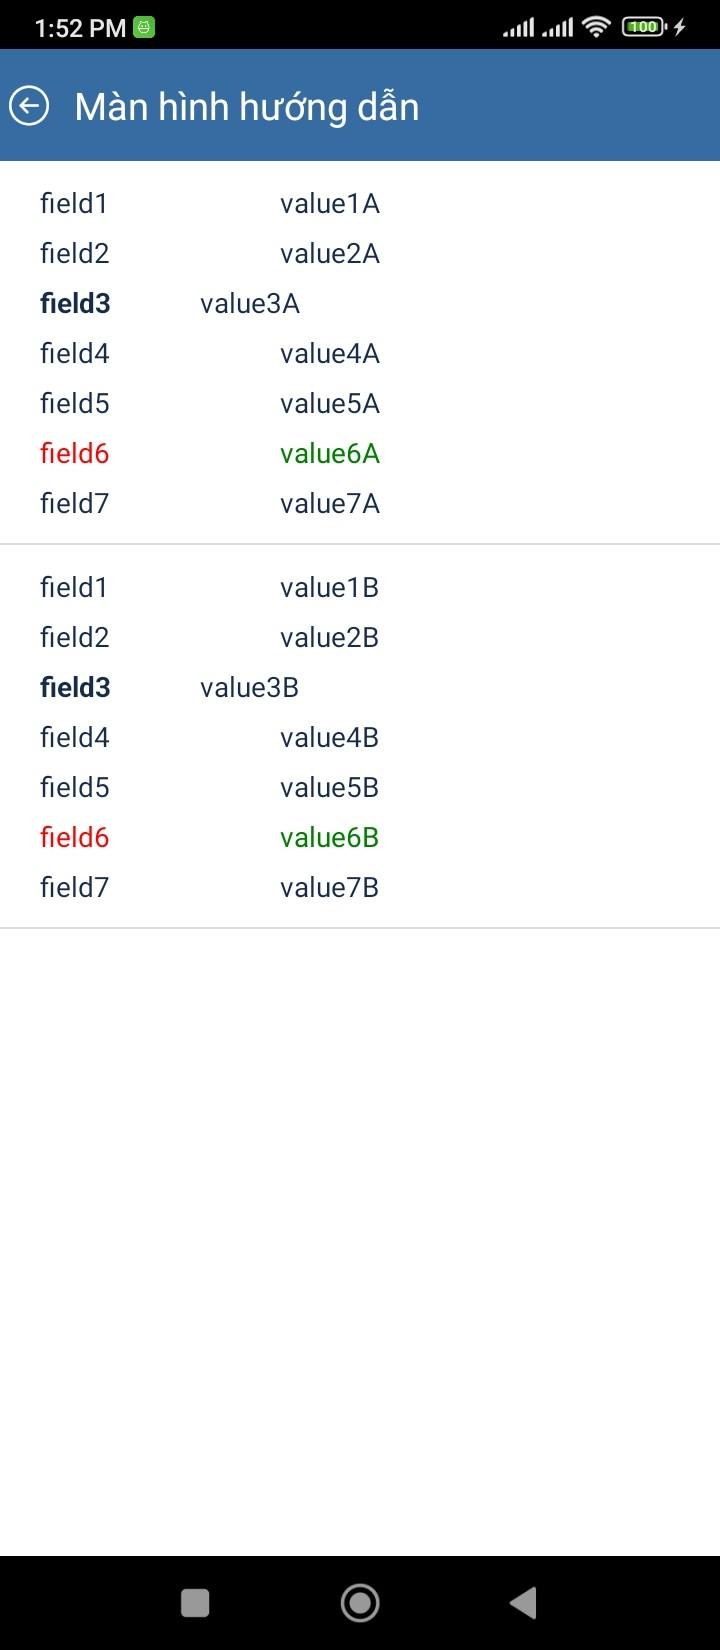 1:52 PM 100
Màn hình hướng dẫn
field1 value1A
field2 value2A
field3 value3A
field4 value4A
field5 value5A
field6 value6A
field7 value7A
field1 value1B
field2 value2B
field3 value3B
field4 value4B
field5 value5B
field6 value6B
field7 value7B